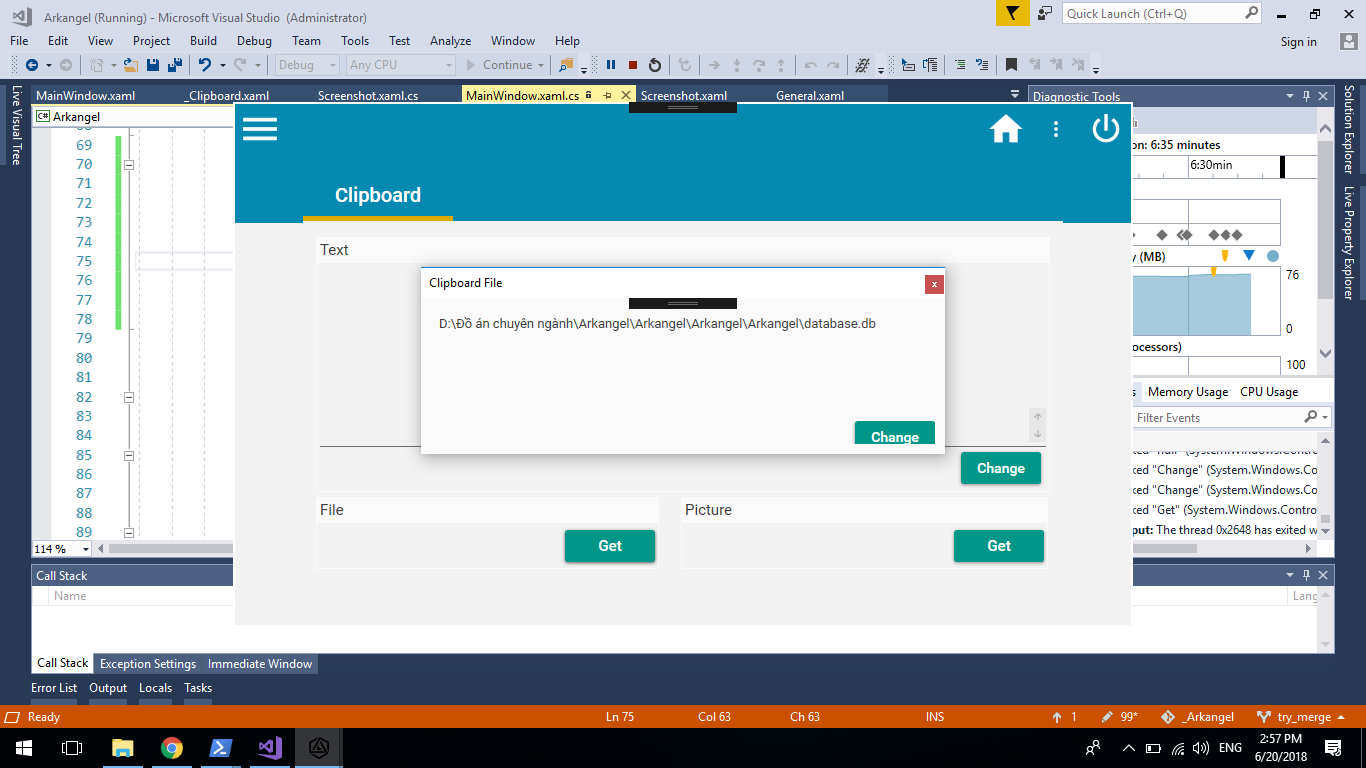 Arkangel (Running) - Microsoft Visual Studio (Administrator)
Quick Launch (Ctrl+Q)
File Edit View Project Build Debug Team Tools Test Analyze Window Help
Sign in
Debug Any CPU Continue
Live Visual Tree
MainWindow.xaml _Clipboard.xaml Screenshot.xaml.cs MainWindow.xaml.cs Screenshot.xaml General.xaml
Diagnostic Tools
Solution Explorer
Live Property Explorer
C# Arkangel
69
70
71
72
73
74
75
76
77
78
79
80
81
82
83
84
85
86
87
88
89
114 %
Clipboard
Text
Clipboard File
x
D:\Đồ án chuyên ngành\Arkangel\Arkangel\Arkangel\Arkangel\database.db
Change
Change
File
Get
Picture
Get
on: 6:35 minutes
6:30min
y (MB)
76
0
ocessors)
100
s Memory Usage CPU Usage
Filter Events
ked "null" (System.Windows.Contro
ked "Change" (System.Windows.Co
ked "Change" (System.Windows.Co
ked "Get" (System.Windows.Contro
put: The thread 0x2648 has exited w
Call Stack
Name
Lang
Call Stack Exception Settings Immediate Window
Error List Output Locals Tasks
Ready
Ln 75 Col 63 Ch 63 INS
1 99* _Arkangel try_merge
ENG
2:57 PM
6/20/2018